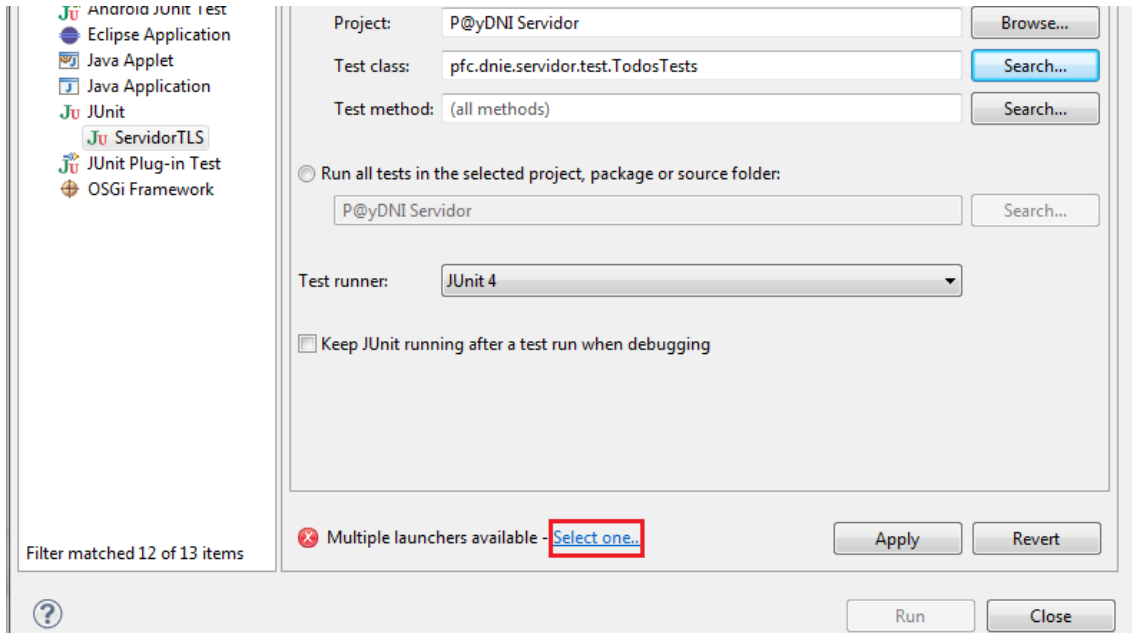 Android JUnit Test
Eclipse Application
Java Applet
Java Application
JUnit
ServidorTLS
JUnit Plug-in Test
OSGi Framework
Filter matched 12 of 13 items
Project: P@yDNI Servidor Browse...
Test class: pfc.dnie.servidor.test.TodosTests Search...
Test method: (all methods) Search...
Run all tests in the selected project, package or source folder:
P@yDNI Servidor Search...
Test runner: JUnit 4
Keep JUnit running after a test run when debugging
Multiple launchers available - Select one.. Apply Revert
Run Close